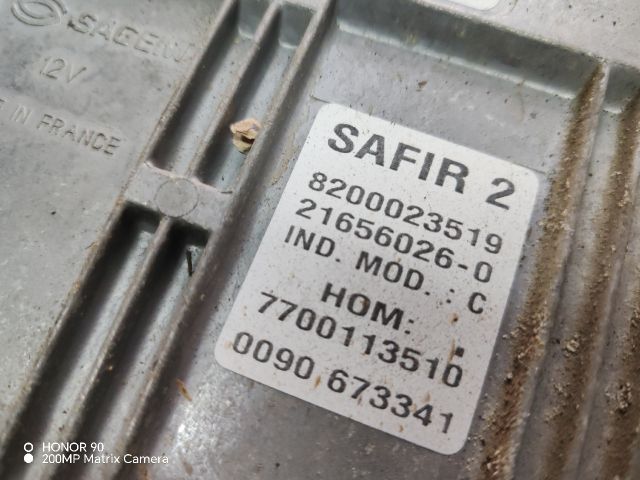 SAGEM
12V
IN FRANCE
SAFIR 2
8200023519
21656026-0
IND. MOD. : C
HOM: .
7700113510
0090 673341
HONOR 90
200MP Matrix Camera